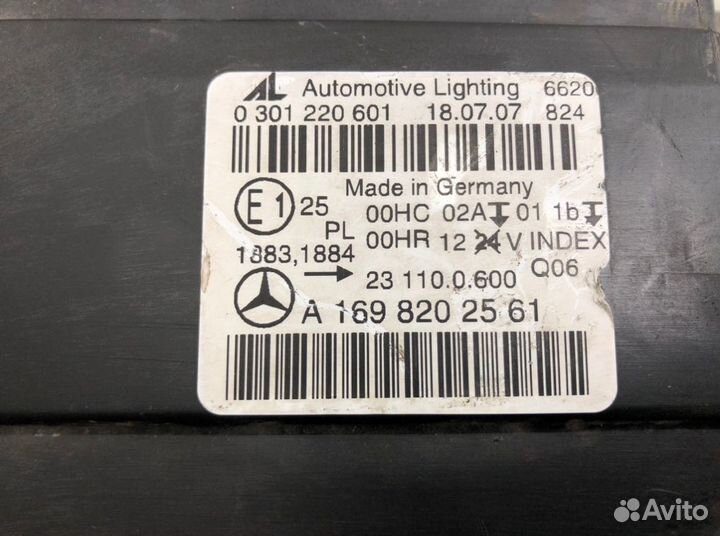 AL Automotive Lighting 6620
0 301 220 601 18.07.07 824
Made in Germany
E1 25 00HC 02A 01 1b
PL 00HR 12 24 V INDEX
1883,1884 Q06
23 110.0.600
A 169 820 25 61
Avito